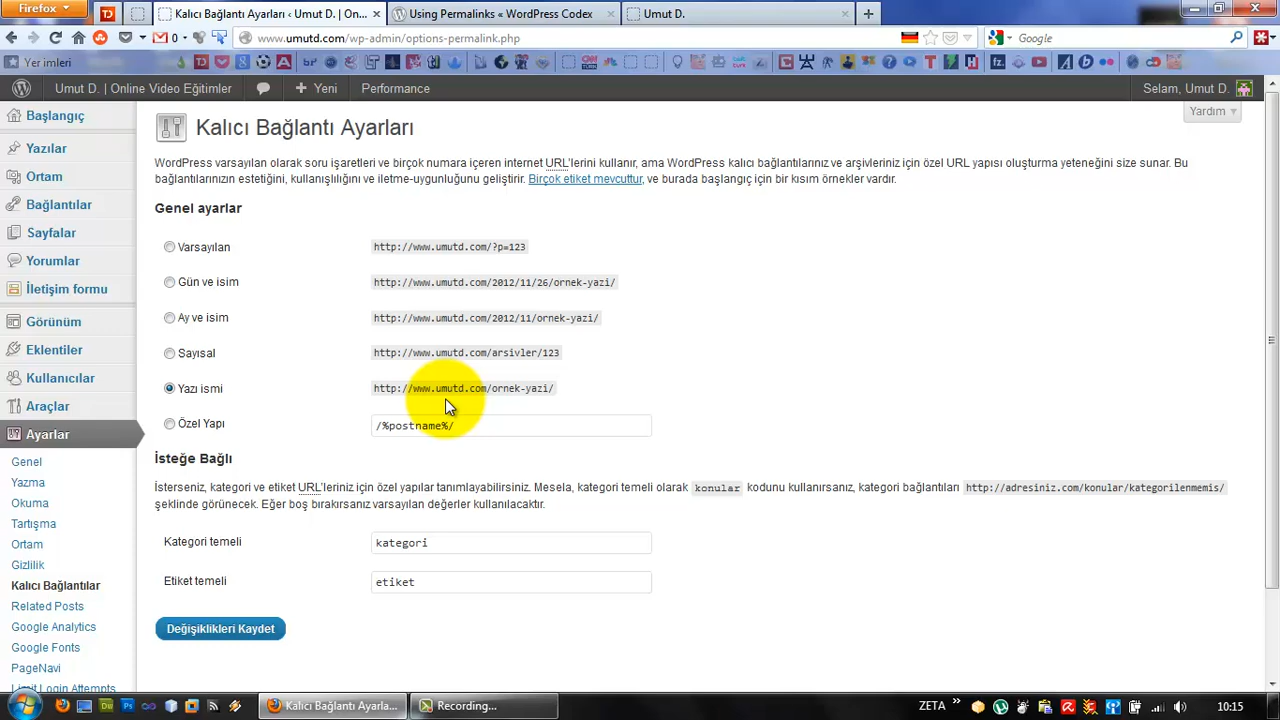 Firefox
Kalıcı Bağlantı Ayarları ‹ Umut D. | On...
Using Permalinks « WordPress Codex
Umut D.
0
www.umutd.com/wp-admin/options-permalink.php
Google
Yer imleri
Umut D. | Online Video Eğitimler
Yeni
Performance
Selam, Umut D.
Yardım
Başlangıç
Yazılar
Ortam
Bağlantılar
Sayfalar
Yorumlar
İletişim formu
Görünüm
Eklentiler
Kullanıcılar
Araçlar
Ayarlar
Genel
Yazma
Okuma
Tartışma
Ortam
Gizlilik
Kalıcı Bağlantılar
Related Posts
Google Analytics
Google Fonts
PageNavi
Limit Login Attempts
Kalıcı Bağlantı Ayarları
WordPress varsayılan olarak soru işaretleri ve birçok numara içeren internet URL'lerini kullanır, ama WordPress kalıcı bağlantılarınız ve arşivleriniz için özel URL yapısı oluşturma yeteneğini size sunar. Bu
bağlantılarınızın estetiğini, kullanışlılığını ve iletme-uygunluğunu geliştirir. Birçok etiket mevcuttur, ve burada başlangıç için bir kısım örnekler vardır.
Genel ayarlar
Varsayılan http://www.umutd.com/?p=123
Gün ve isim http://www.umutd.com/2012/11/26/ornek-yazi/
Ay ve isim http://www.umutd.com/2012/11/ornek-yazi/
Sayısal http://www.umutd.com/arsivler/123
Yazı ismi http://www.umutd.com/ornek-yazi/
Özel Yapı /%postname%/
İsteğe Bağlı
İsterseniz, kategori ve etiket URL'leriniz için özel yapılar tanımlayabilirsiniz. Mesela, kategori temeli olarak konular kodunu kullanırsanız, kategori bağlantıları http://adresiniz.com/konular/kategorilenmemis/
şeklinde görünecek. Eğer boş bırakırsanız varsayılan değerler kullanılacaktır.
Kategori temeli kategori
Etiket temeli etiket
Değişiklikleri Kaydet
Kalıcı Bağlantı Ayarla...
Recording...
ZETA
10:15